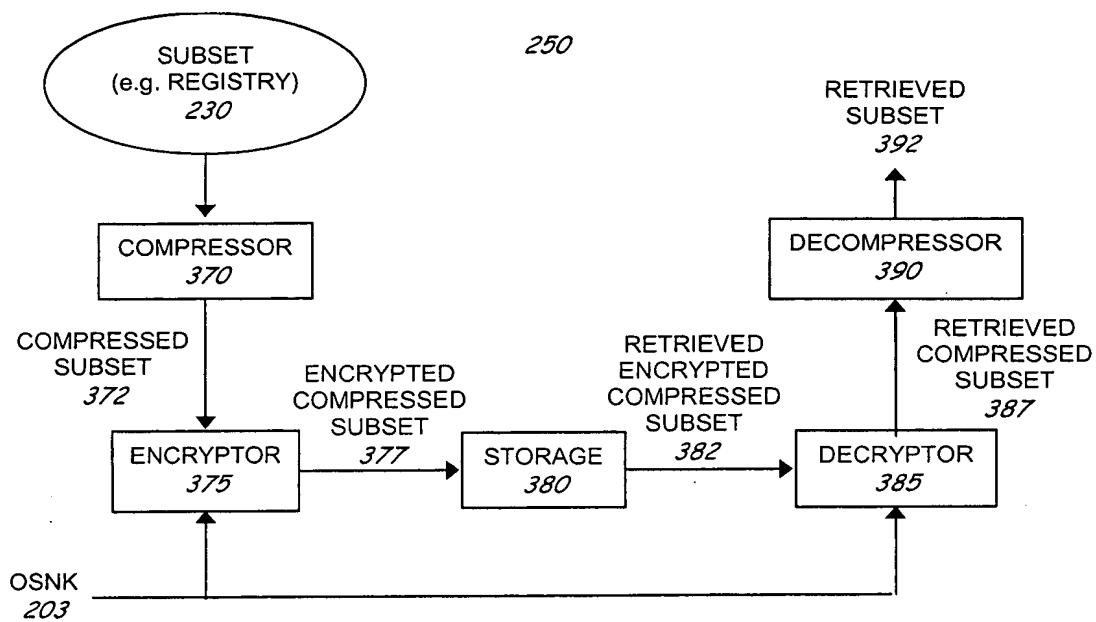 SUBSET
(e.g. REGISTRY)
230
250
RETRIEVED
SUBSET
392
COMPRESSOR
370
DECOMPRESSOR
390
COMPRESSED
SUBSET
372
ENCRYPTED
COMPRESSED
SUBSET
377
RETRIEVED
ENCRYPTED
COMPRESSED
SUBSET
382
RETRIEVED
COMPRESSED
SUBSET
387
ENCRYPTOR
375
STORAGE
380
DECRYPTOR
385
OSNK
203